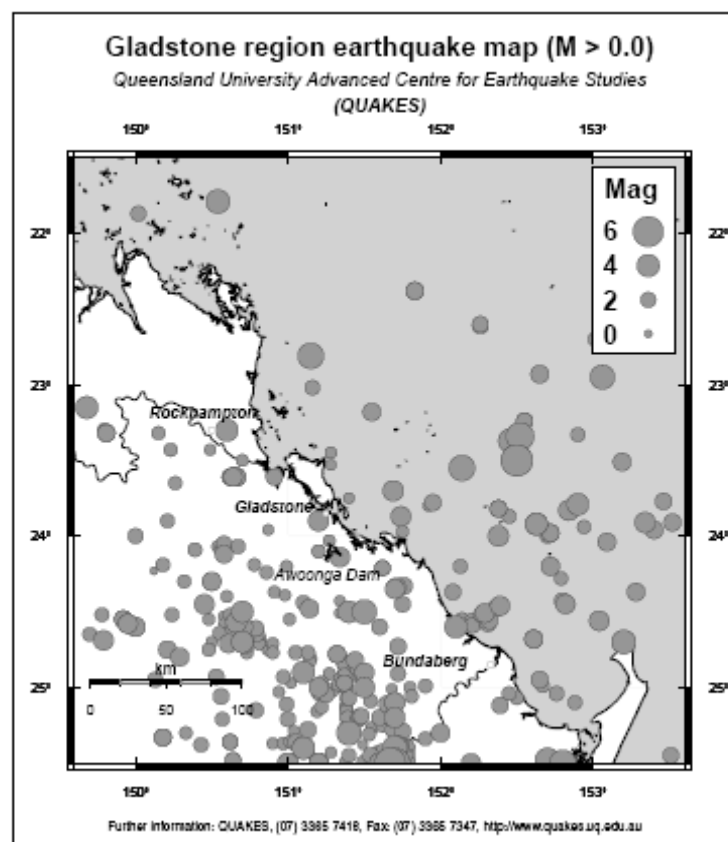 Gladstone region earthquake map (M > 0.0)
Queensland University Advanced Centre for Earthquake Studies
(QUAKES)
150° 151° 152° 153°
Mag
6
4
2
0
22° 22°
23° 23°
Rockhampton
Gladstone
24° 24°
Awoonga Dam
Bundaberg
km
25° 25°
0 50 100
150° 151° 152° 153°
Further information: QUAKES, (07) 3365 7418, Fax: (07) 3365 7347, http://www.quakes.uq.edu.au